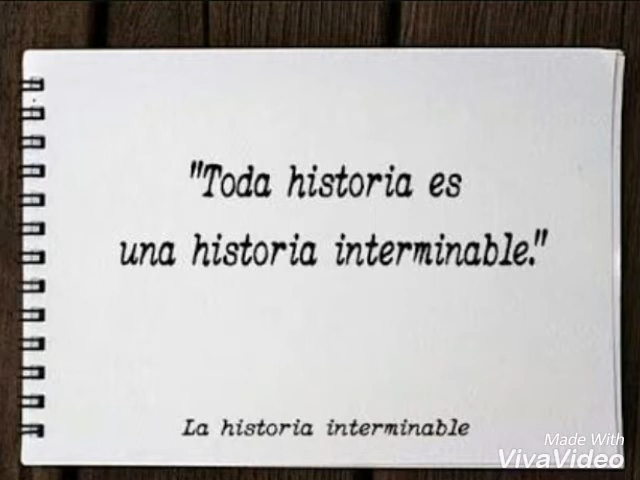 "Toda historia es
una historia interminable."
La historia interminable
Made With
VivaVideo